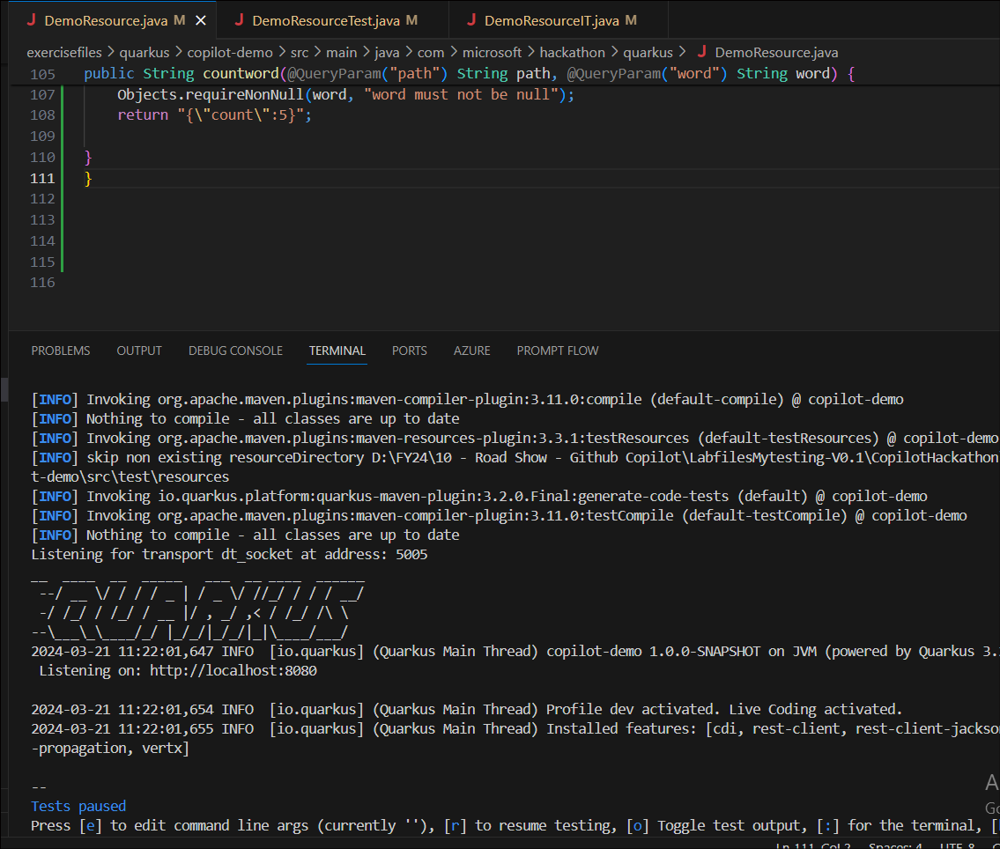 DemoResource.java M
DemoResourceTest.java M
DemoResourceIT.java M
exercisefiles > quarkus > copilot-demo > src > main > java > com > microsoft > hackathon > quarkus > DemoResource.java
105 public String countword(@QueryParam("path") String path, @QueryParam("word") String word) {
107 Objects.requireNonNull(word, "word must not be null");
108 return "{\"count\":5}";
109
110 }
111 }
112
113
114
115
116
PROBLEMS OUTPUT DEBUG CONSOLE TERMINAL PORTS AZURE PROMPT FLOW
[INFO] Invoking org.apache.maven.plugins:maven-compiler-plugin:3.11.0:compile (default-compile) @ copilot-demo
[INFO] Nothing to compile - all classes are up to date
[INFO] Invoking org.apache.maven.plugins:maven-resources-plugin:3.3.1:testResources (default-testResources) @ copilot-demo
[INFO] skip non existing resourceDirectory D:\FY24\10 - Road Show - Github Copilot\LabfilesMytesting-V0.1\CopilotHackathon
t-demo\src\test\resources
[INFO] Invoking io.quarkus.platform:quarkus-maven-plugin:3.2.0.Final:generate-code-tests (default) @ copilot-demo
[INFO] Invoking org.apache.maven.plugins:maven-compiler-plugin:3.11.0:testCompile (default-testCompile) @ copilot-demo
[INFO] Nothing to compile - all classes are up to date
Listening for transport dt_socket at address: 5005
__  ____  __  _____   ___  __ ____  ______
 --/ __ \/ / / / _ | / _ \/ //_/ / / / __/
 -/ /_/ / /_/ / __ |/ , _/ ,< / /_/ /\ \
--\___\_\____/_/ |_/_/|_/_/|_|\____/___/
2024-03-21 11:22:01,647 INFO  [io.quarkus] (Quarkus Main Thread) copilot-demo 1.0.0-SNAPSHOT on JVM (powered by Quarkus 3.
Listening on: http://localhost:8080
2024-03-21 11:22:01,654 INFO  [io.quarkus] (Quarkus Main Thread) Profile dev activated. Live Coding activated.
2024-03-21 11:22:01,655 INFO  [io.quarkus] (Quarkus Main Thread) Installed features: [cdi, rest-client, rest-client-jackso
-propagation, vertx]
--
Tests paused
Press [e] to edit command line args (currently ''), [r] to resume testing, [o] Toggle test output, [:] for the terminal, [
Ln 111, Col 2 Spaces: 4 UTF-8